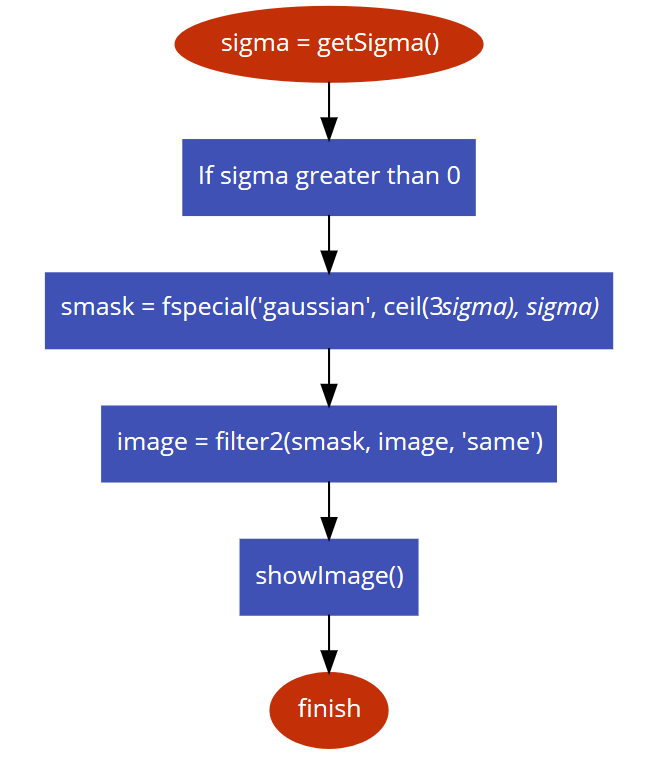 sigma = getSigma()
If sigma greater than 0
smask = fspecial('gaussian', ceil(3sigma), sigma)
image = filter2(smask, image, 'same')
showImage()
finish